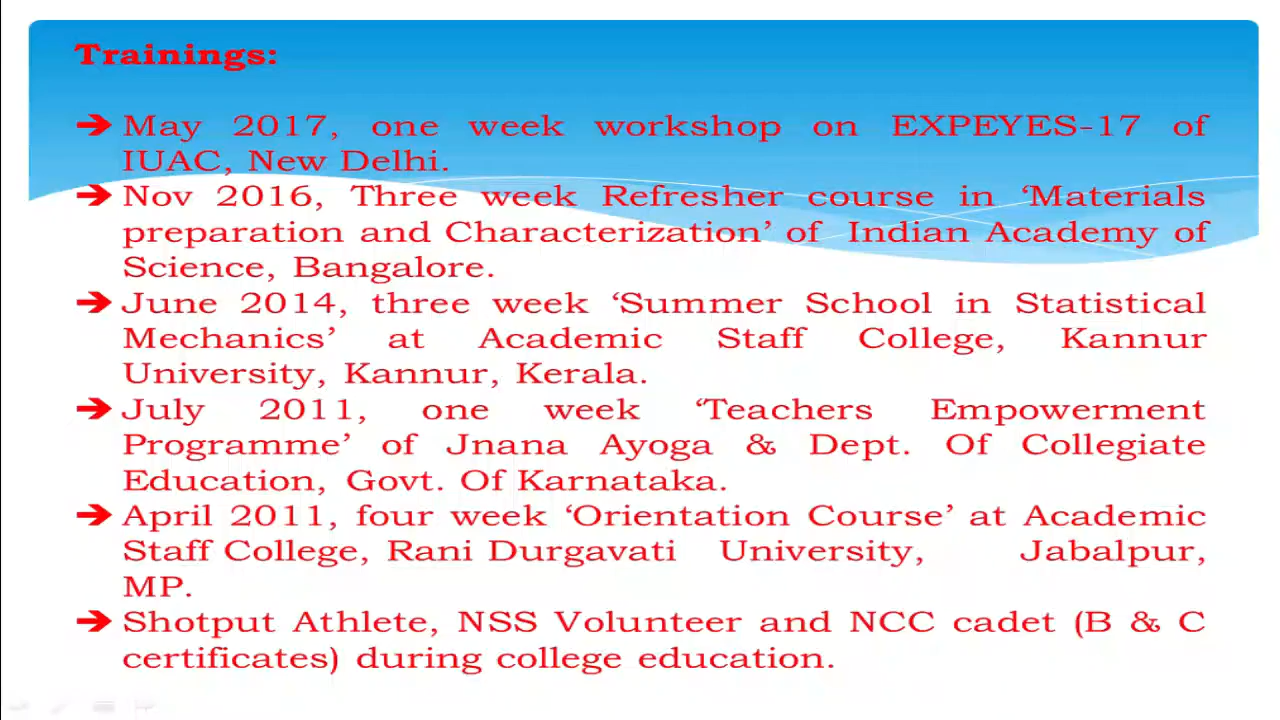 Trainings:
➔ May 2017, one week workshop on EXPEYES-17 of
IUAC, New Delhi.
➔ Nov 2016, Three week Refresher course in ‘Materials
preparation and Characterization’ of Indian Academy of
Science, Bangalore.
➔ June 2014, three week ‘Summer School in Statistical
Mechanics’ at Academic Staff College, Kannur
University, Kannur, Kerala.
➔ July 2011, one week ‘Teachers Empowerment
Programme’ of Jnana Ayoga & Dept. Of Collegiate
Education, Govt. Of Karnataka.
➔ April 2011, four week ‘Orientation Course’ at Academic
Staff College, Rani Durgavati University, Jabalpur,
MP.
➔ Shotput Athlete, NSS Volunteer and NCC cadet (B & C
certificates) during college education.